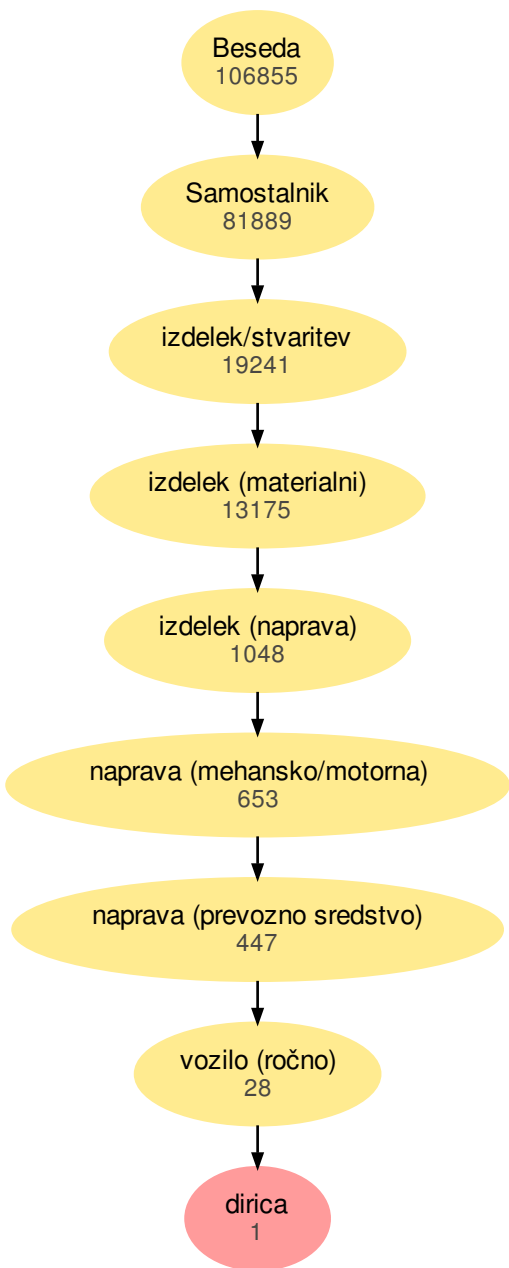 Beseda
106855
Samostalnik
81889
izdelek/stvaritev
19241
izdelek (materialni)
13175
izdelek (naprava)
1048
naprava (mehansko/motorna)
653
naprava (prevozno sredstvo)
447
vozilo (ročno)
28
dirica
1